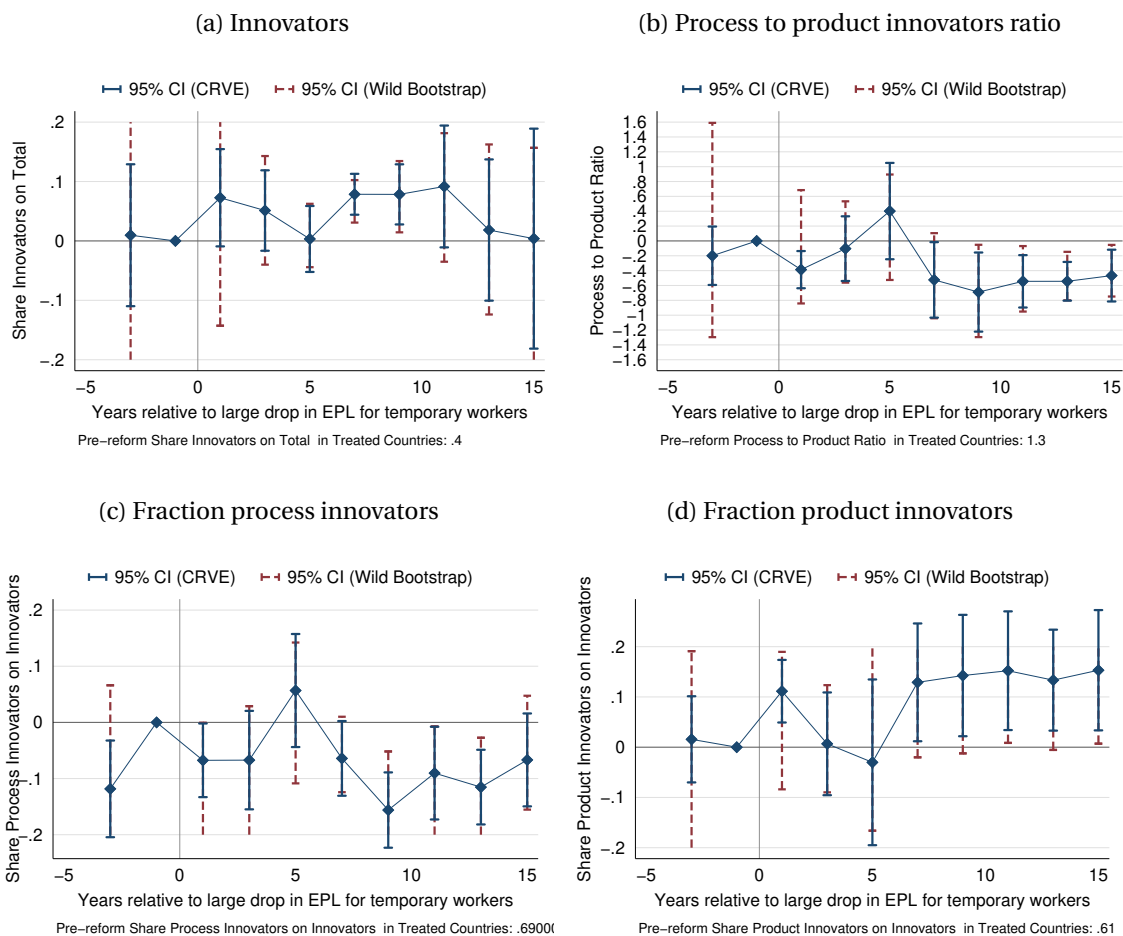 (a) Innovators
95% CI (CRVE) 95% CI (Wild Bootstrap)
Share Innovators on Total
.2
.1
0
−.1
−.2
−5 0 5 10 15
Years relative to large drop in EPL for temporary workers
Pre−reform Share Innovators on Total in Treated Countries: .4
(b) Process to product innovators ratio
95% CI (CRVE) 95% CI (Wild Bootstrap)
Process to Product Ratio
1.6
1.4
1.2
1
.8
.6
.4
.2
0
−.2
−.4
−.6
−.8
−1
−1.2
−1.4
−1.6
−5 0 5 10 15
Years relative to large drop in EPL for temporary workers
Pre−reform Process to Product Ratio in Treated Countries: 1.3
(c) Fraction process innovators
95% CI (CRVE) 95% CI (Wild Bootstrap)
Share Process Innovators on Innovators
.2
.1
0
−.1
−.2
−5 0 5 10 15
Years relative to large drop in EPL for temporary workers
Pre−reform Share Process Innovators on Innovators in Treated Countries: .6900
(d) Fraction product innovators
95% CI (CRVE) 95% CI (Wild Bootstrap)
Share Product Innovators on Innovators
.2
.1
0
−.1
−.2
−5 0 5 10 15
Years relative to large drop in EPL for temporary workers
Pre−reform Share Product Innovators on Innovators in Treated Countries: .61